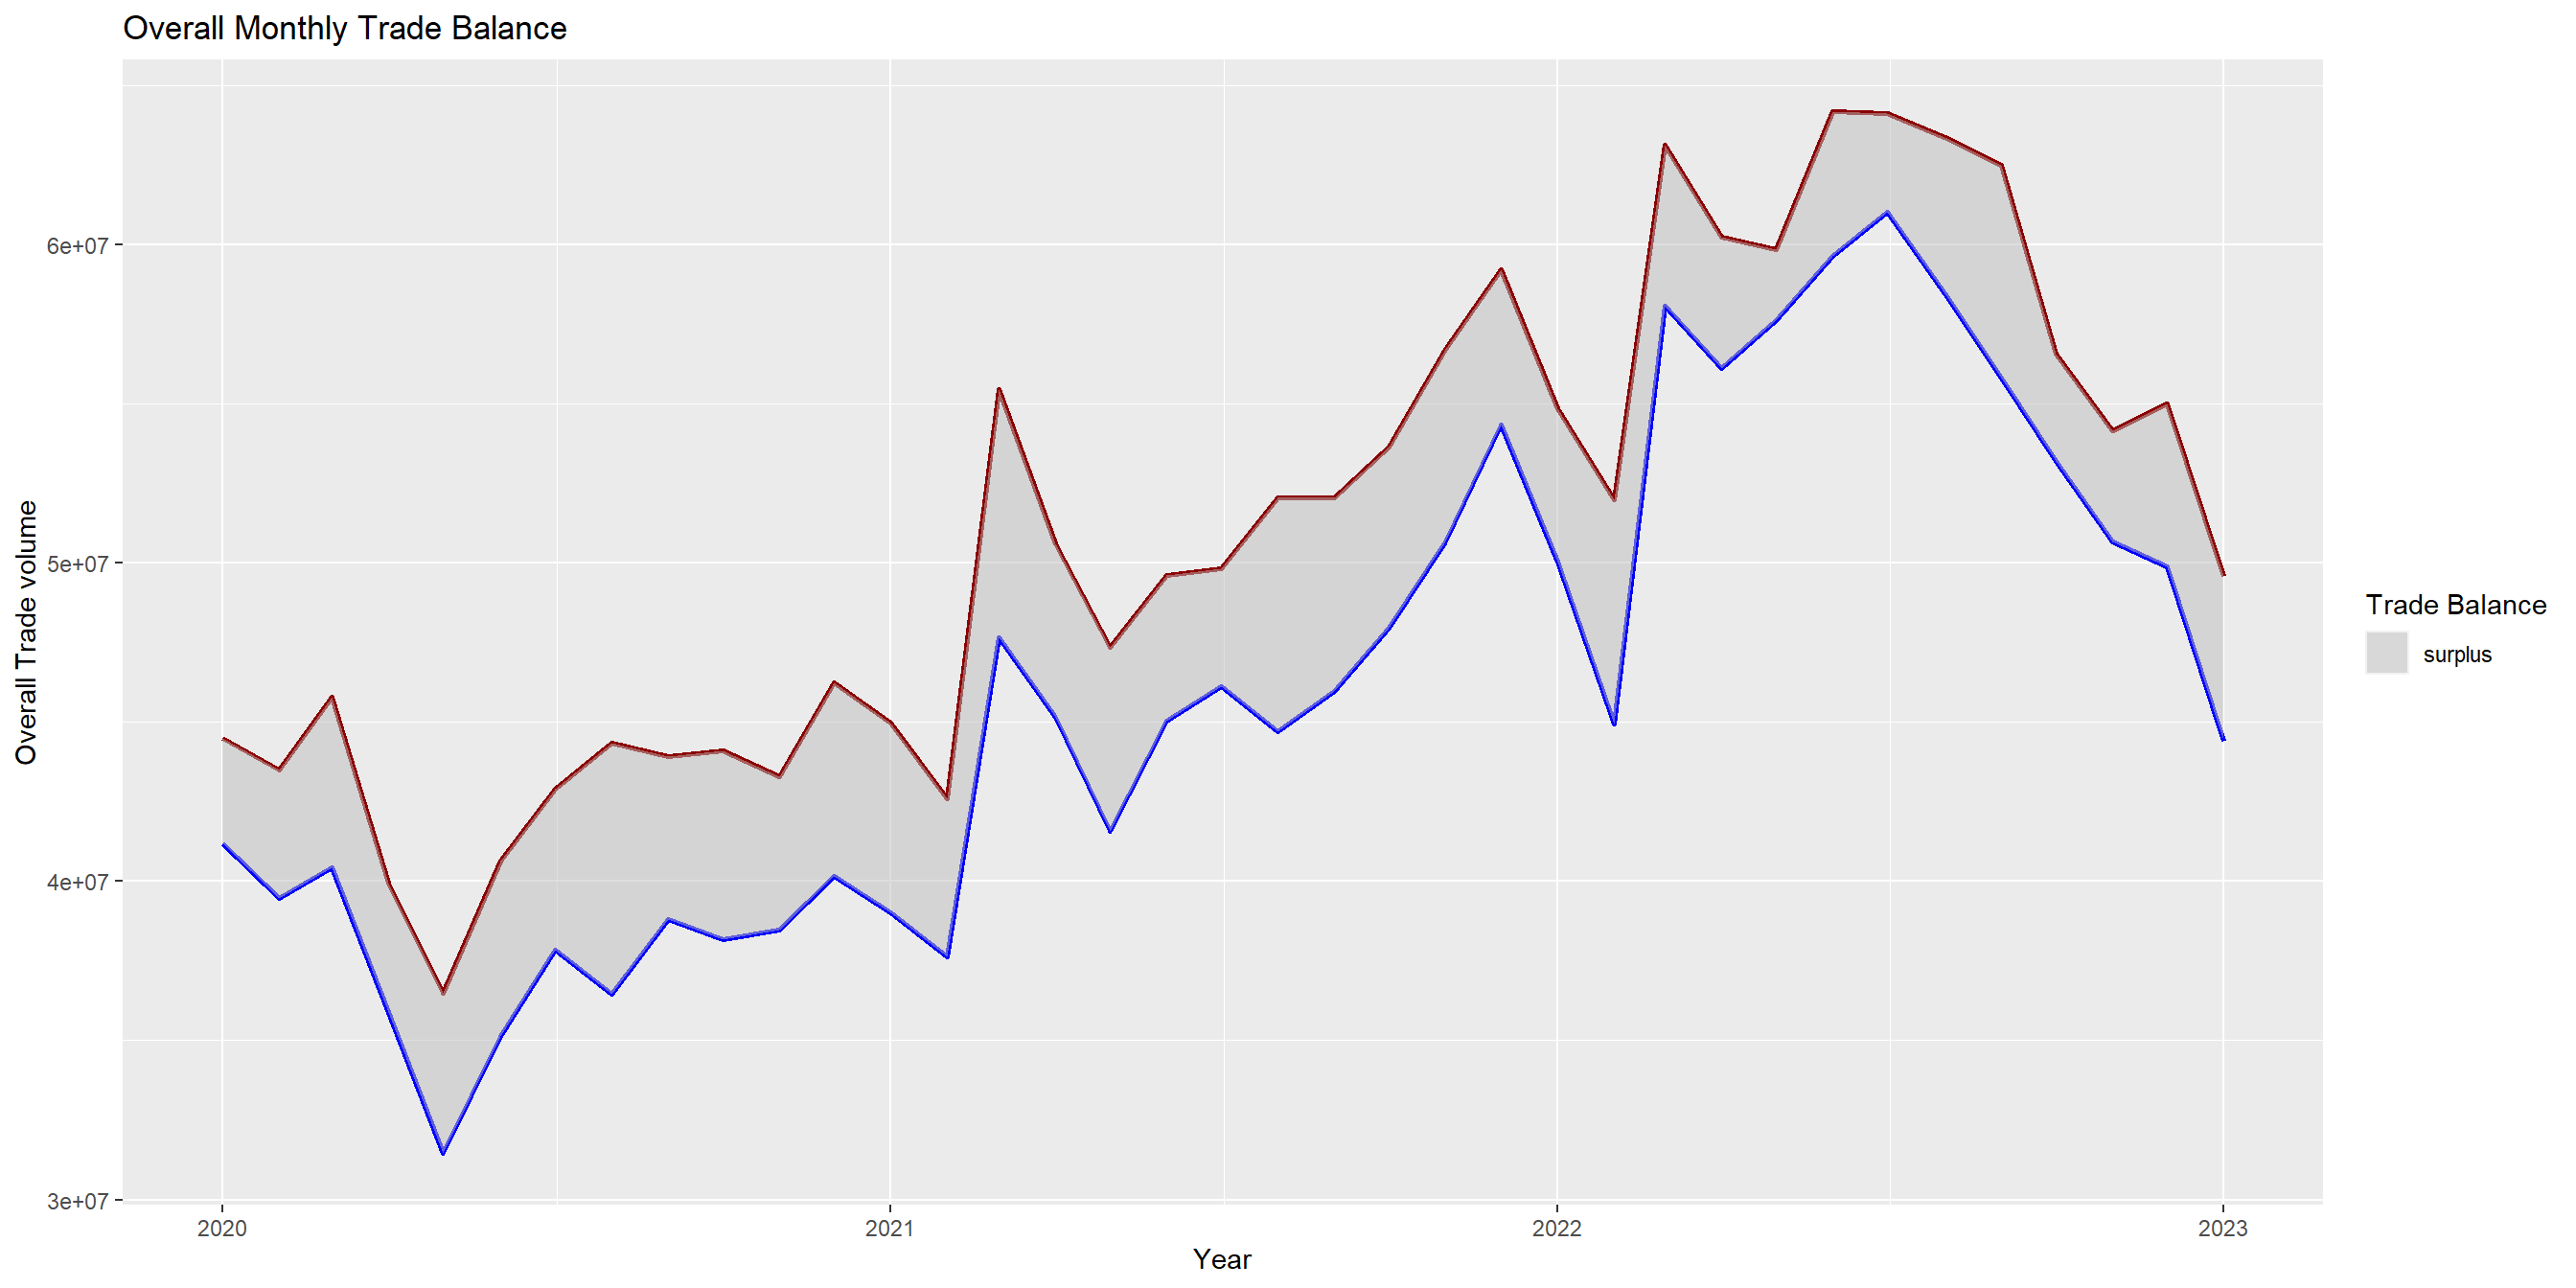 Overall Monthly Trade Balance
Overall Trade volume
6e+07
5e+07
4e+07
3e+07
2020
2021
2022
2023
Year
Trade Balance
surplus